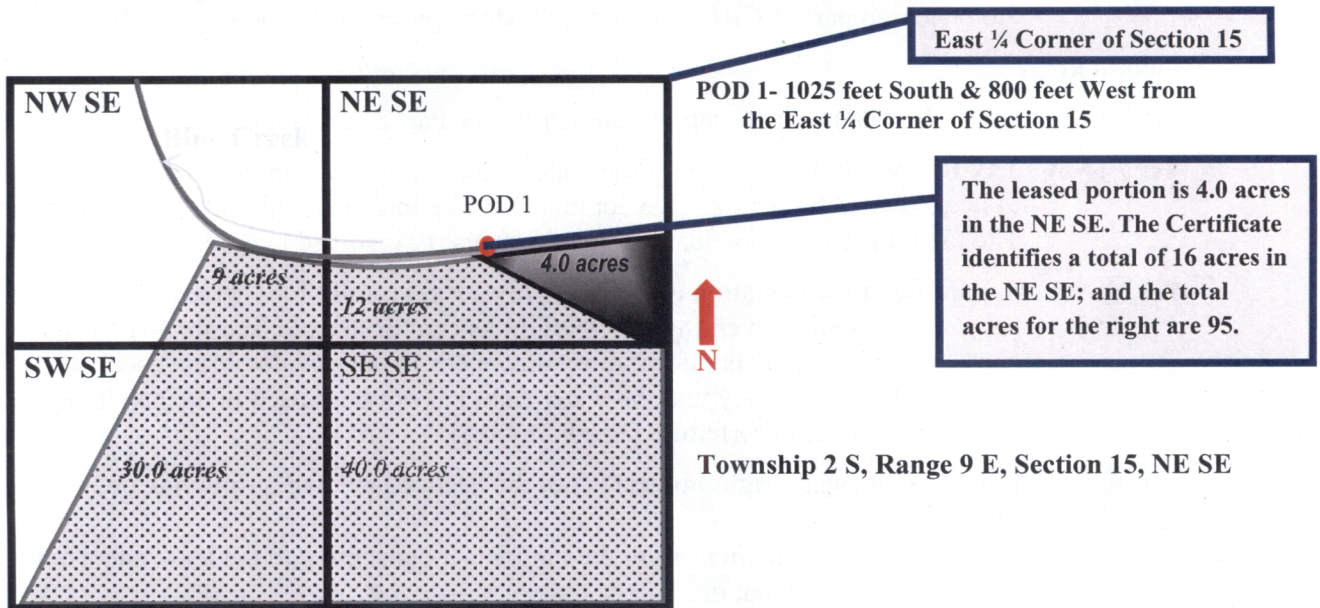 East ¼ Corner of Section 15
NW SE
NE SE
POD 1- 1025 feet South & 800 feet West from
the East ¼ Corner of Section 15
POD 1
The leased portion is 4.0 acres
in the NE SE. The Certificate
identifies a total of 16 acres in
the NE SE; and the total
acres for the right are 95.
9 acres
4.0 acres
12 acres
N
SW SE
SE SE
30.0 acres
40.0 acres
Township 2 S, Range 9 E, Section 15, NE SE